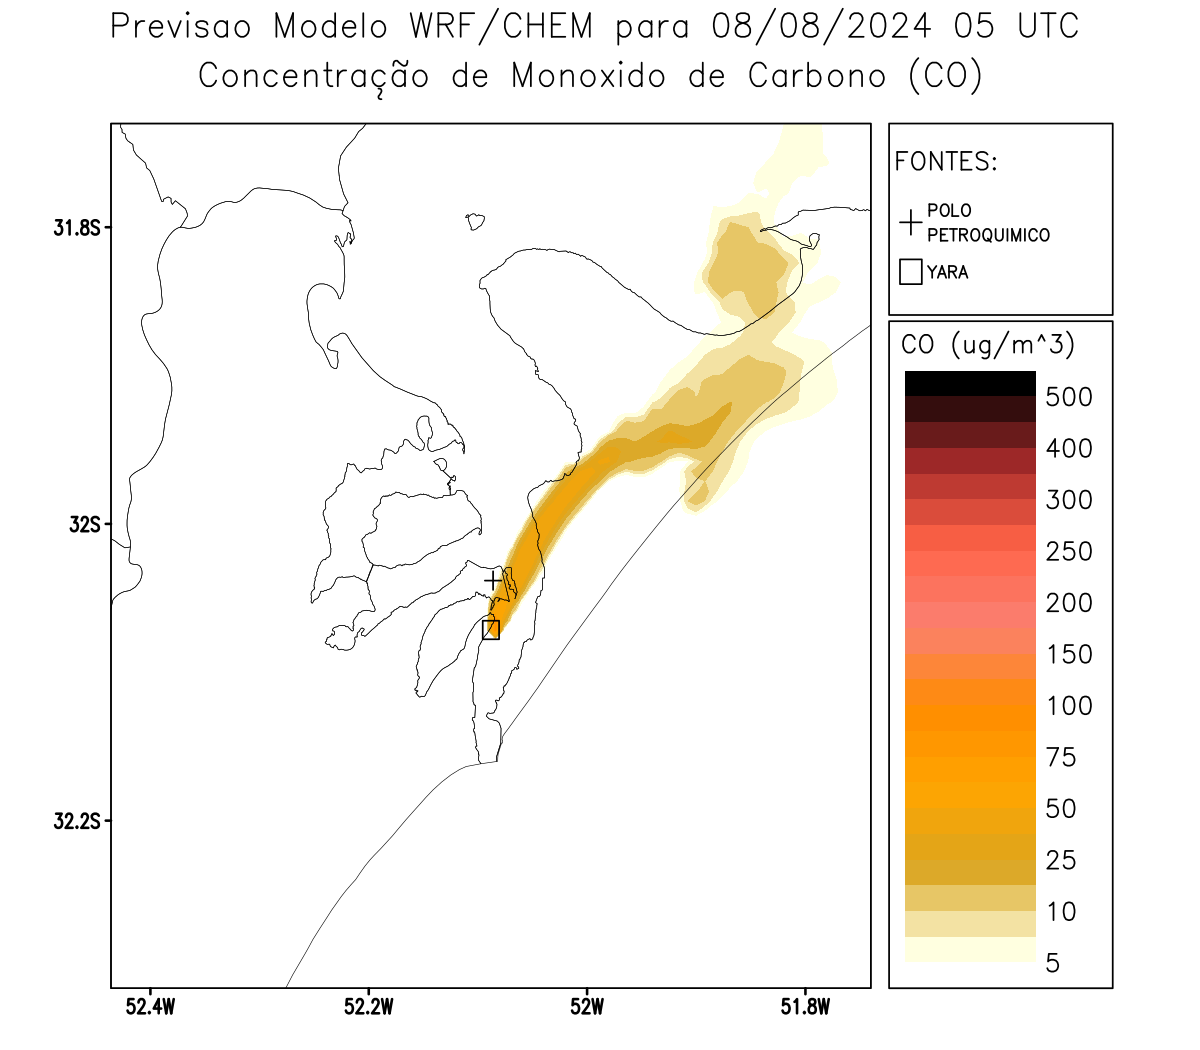 Previsao Modelo WRF/CHEM para 08/08/2024 05 UTC
Concentração de Monoxido de Carbono (CO)
FONTES:
POLO
PETROQUIMICO
YARA
31.8S
32S
32.2S
52.4W
52.2W
52W
51.8W
CO (ug/m^3)
500
400
300
250
200
150
100
75
50
25
10
5